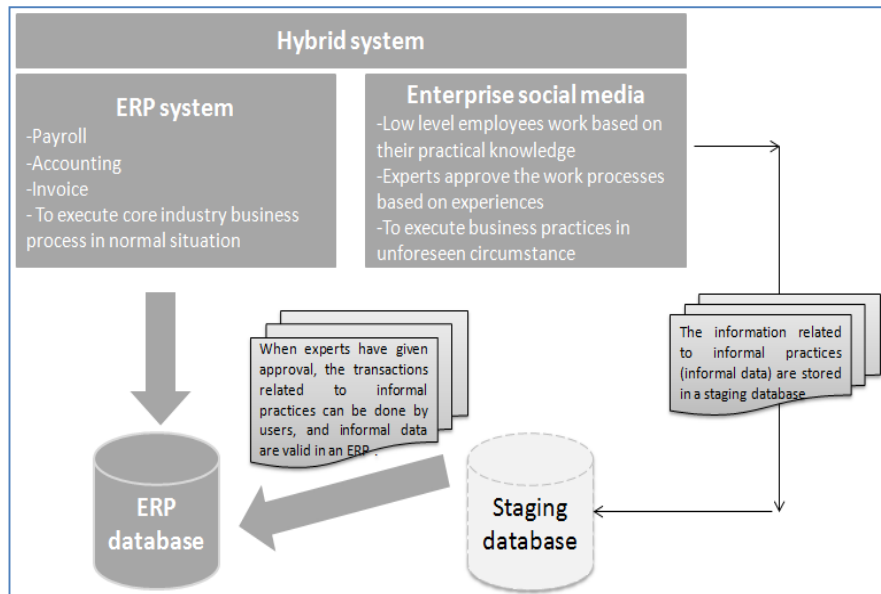 Hybrid system
ERP system
-Payroll
-Accounting
-Invoice
- To execute core industry business
process in normal situation
Enterprise social media
-Low level employees work based on
their practical knowledge
-Experts approve the work processes
based on experiences
-To execute business practices in
unforeseen circumstance
When experts have given
approval, the transactions
related to informal
practices can be done by
users, and informal data
are valid in an ERP .
The information related
to informal practices
(informal data) are stored
in a staging database
ERP
database
Staging
database